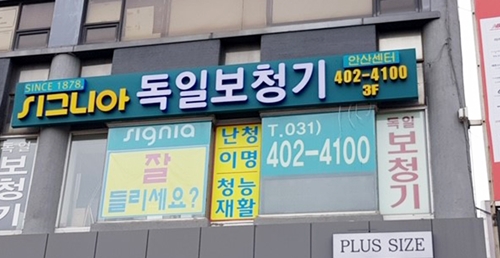 SINCE 1878.
시그니아 독일보청기
안산센터
402-4100
3F
signia
잘
들리세요?
난청
이명
청능
재활
T.031)
402-4100
독일
보청기
독일
보청기
PLUS SIZE